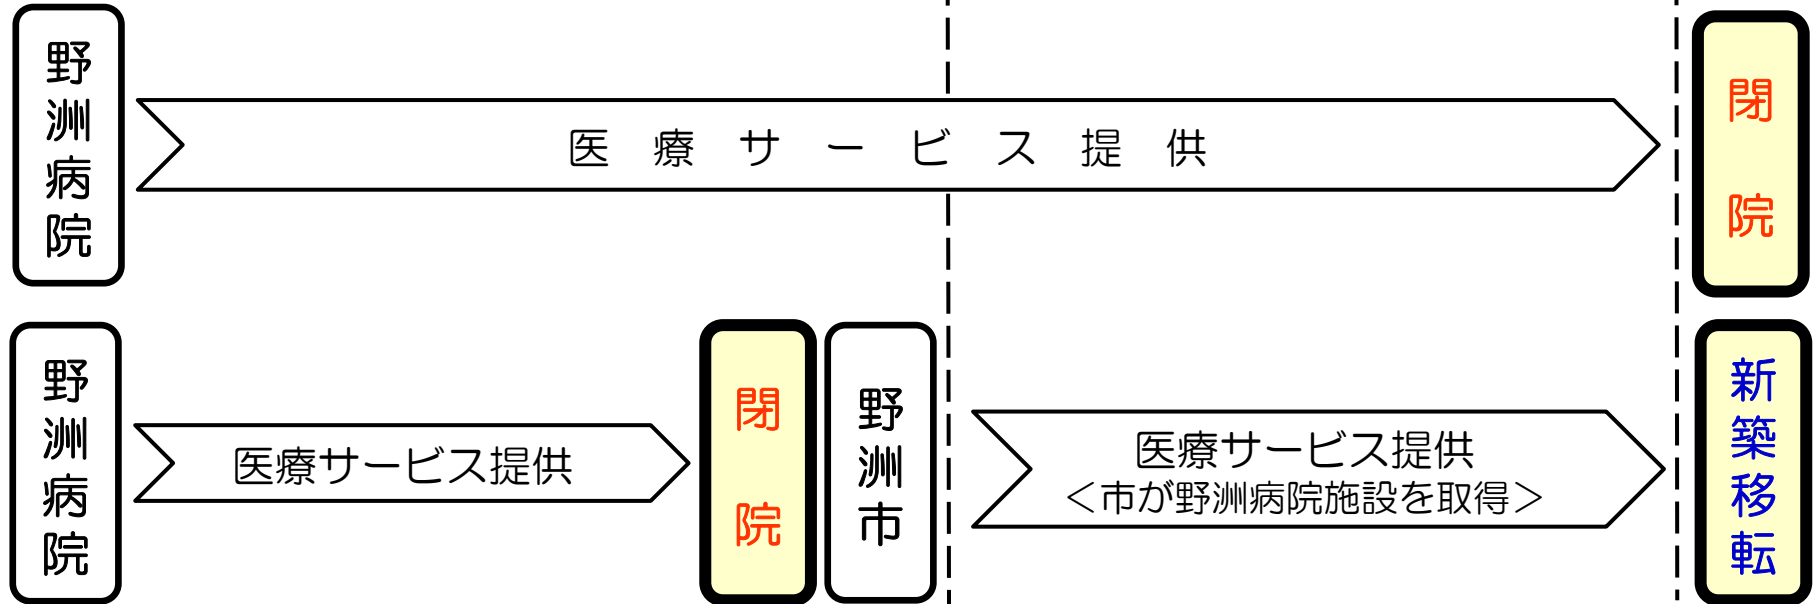 野洲病院
医療サービス提供
閉院
野洲病院
医療サービス提供
閉院
野洲市
医療サービス提供
＜市が野洲病院施設を取得＞
新築移転